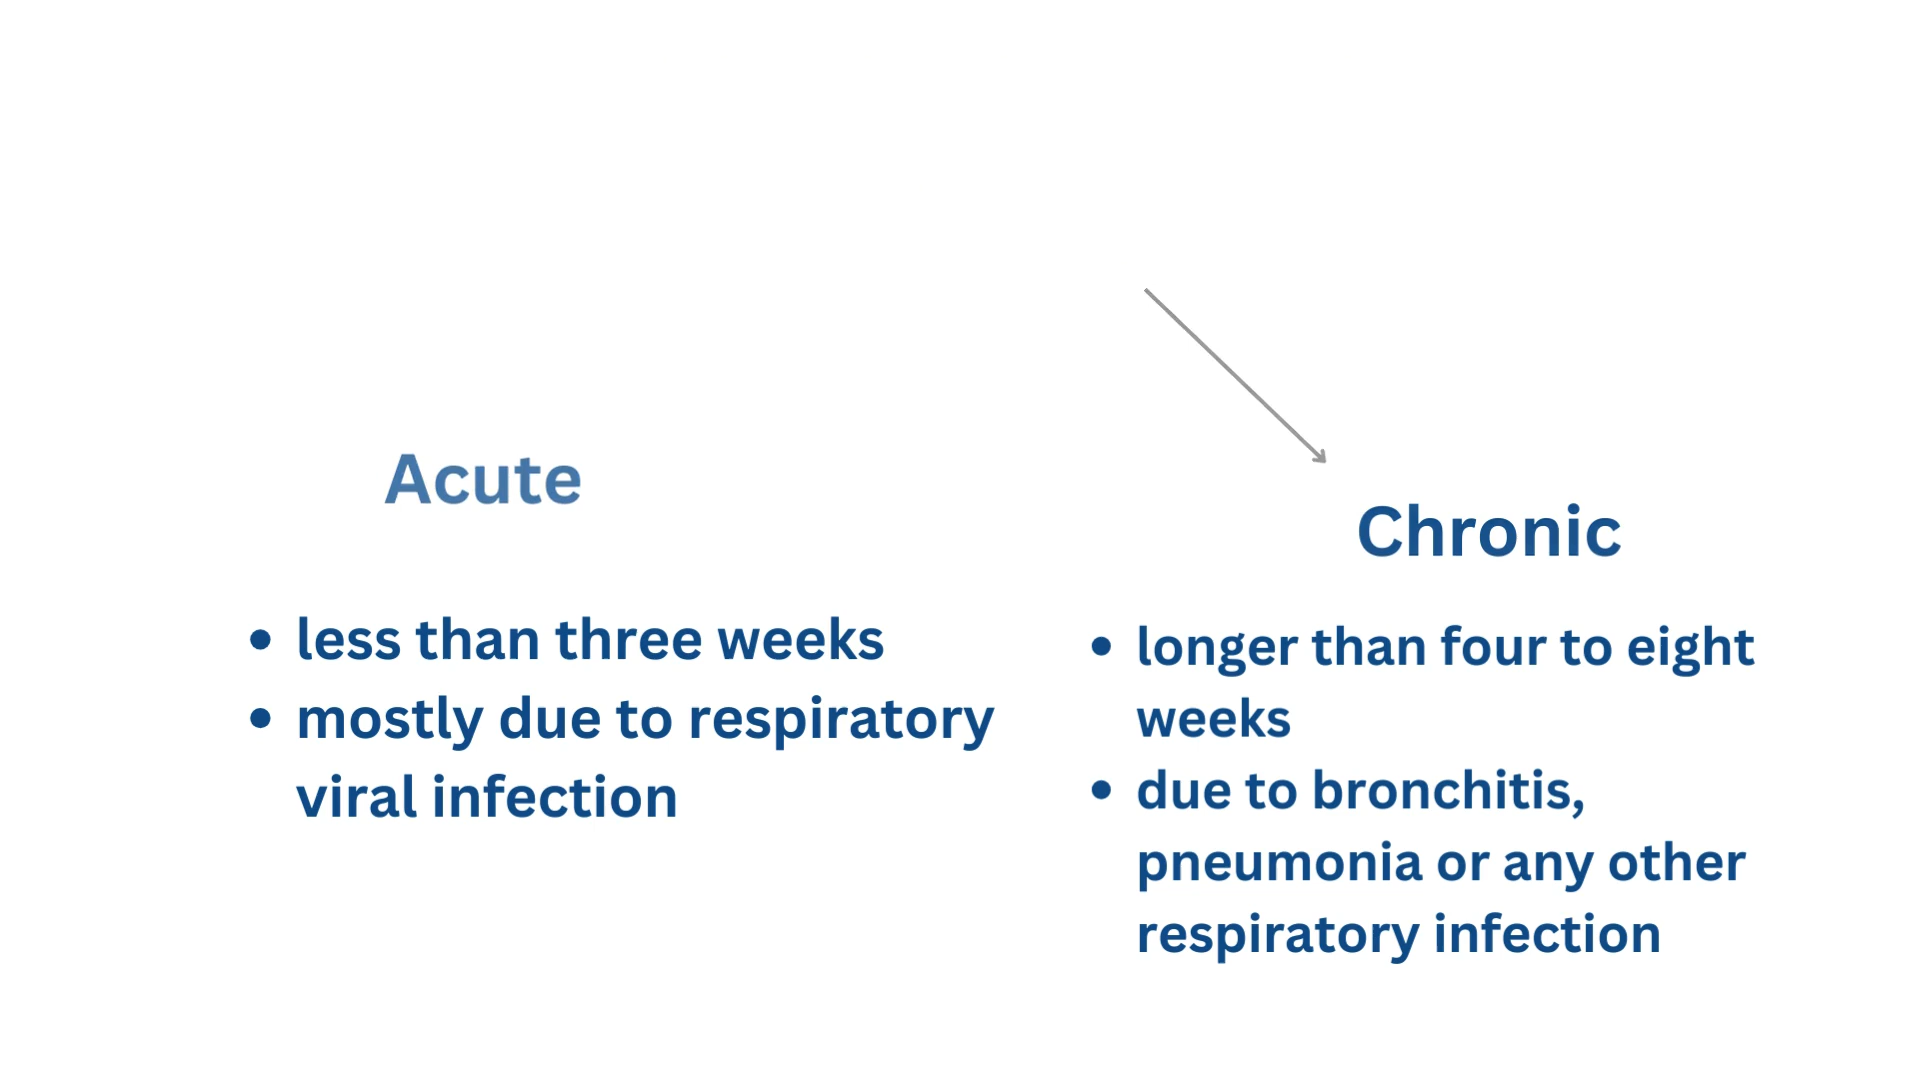 Acute
• less than three weeks
• mostly due to respiratory
viral infection
Chronic
• longer than four to eight
weeks
• due to bronchitis,
pneumonia or any other
respiratory infection